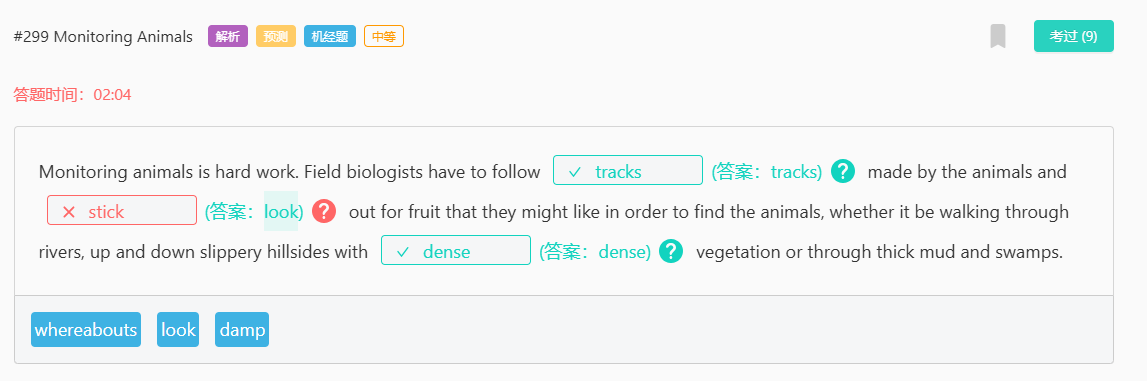 #299 Monitoring Animals 解析 预测 机经题 中等 考过 (9)
答题时间：02:04
Monitoring animals is hard work. Field biologists have to follow tracks (答案：tracks) ? made by the animals and
stick (答案：look) ? out for fruit that they might like in order to find the animals, whether it be walking through
rivers, up and down slippery hillsides with dense (答案：dense) ? vegetation or through thick mud and swamps.
whereabouts look damp